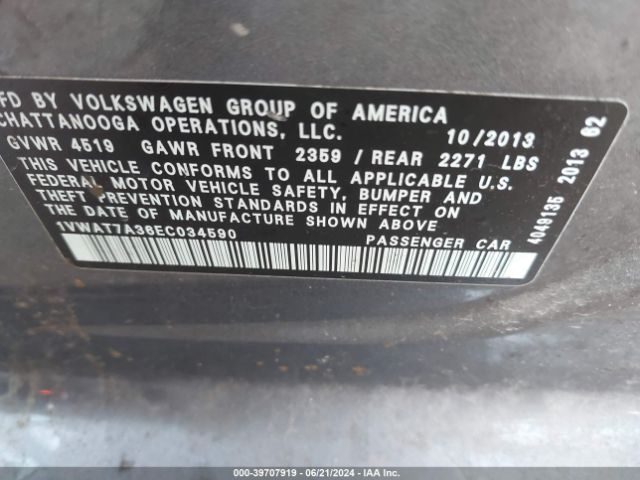 MFD BY VOLKSWAGEN GROUP OF AMERICA
CHATTANOOGA OPERATIONS, LLC. 10/2013
GVWR 4519 GAWR FRONT 2359 / REAR 2271 LBS
THIS VEHICLE CONFORMS TO ALL APPLICABLE U.S.
FEDERAL MOTOR VEHICLE SAFETY, BUMPER AND
THEFT PREVENTION STANDARDS IN EFFECT ON
THE DATE OF MANUFACTURE SHOWN ABOVE
1VWAT7A36EC034590 PASSENGER CAR
4049135 2013 62
000-39707919 - 06/21/2024 - IAA Inc.